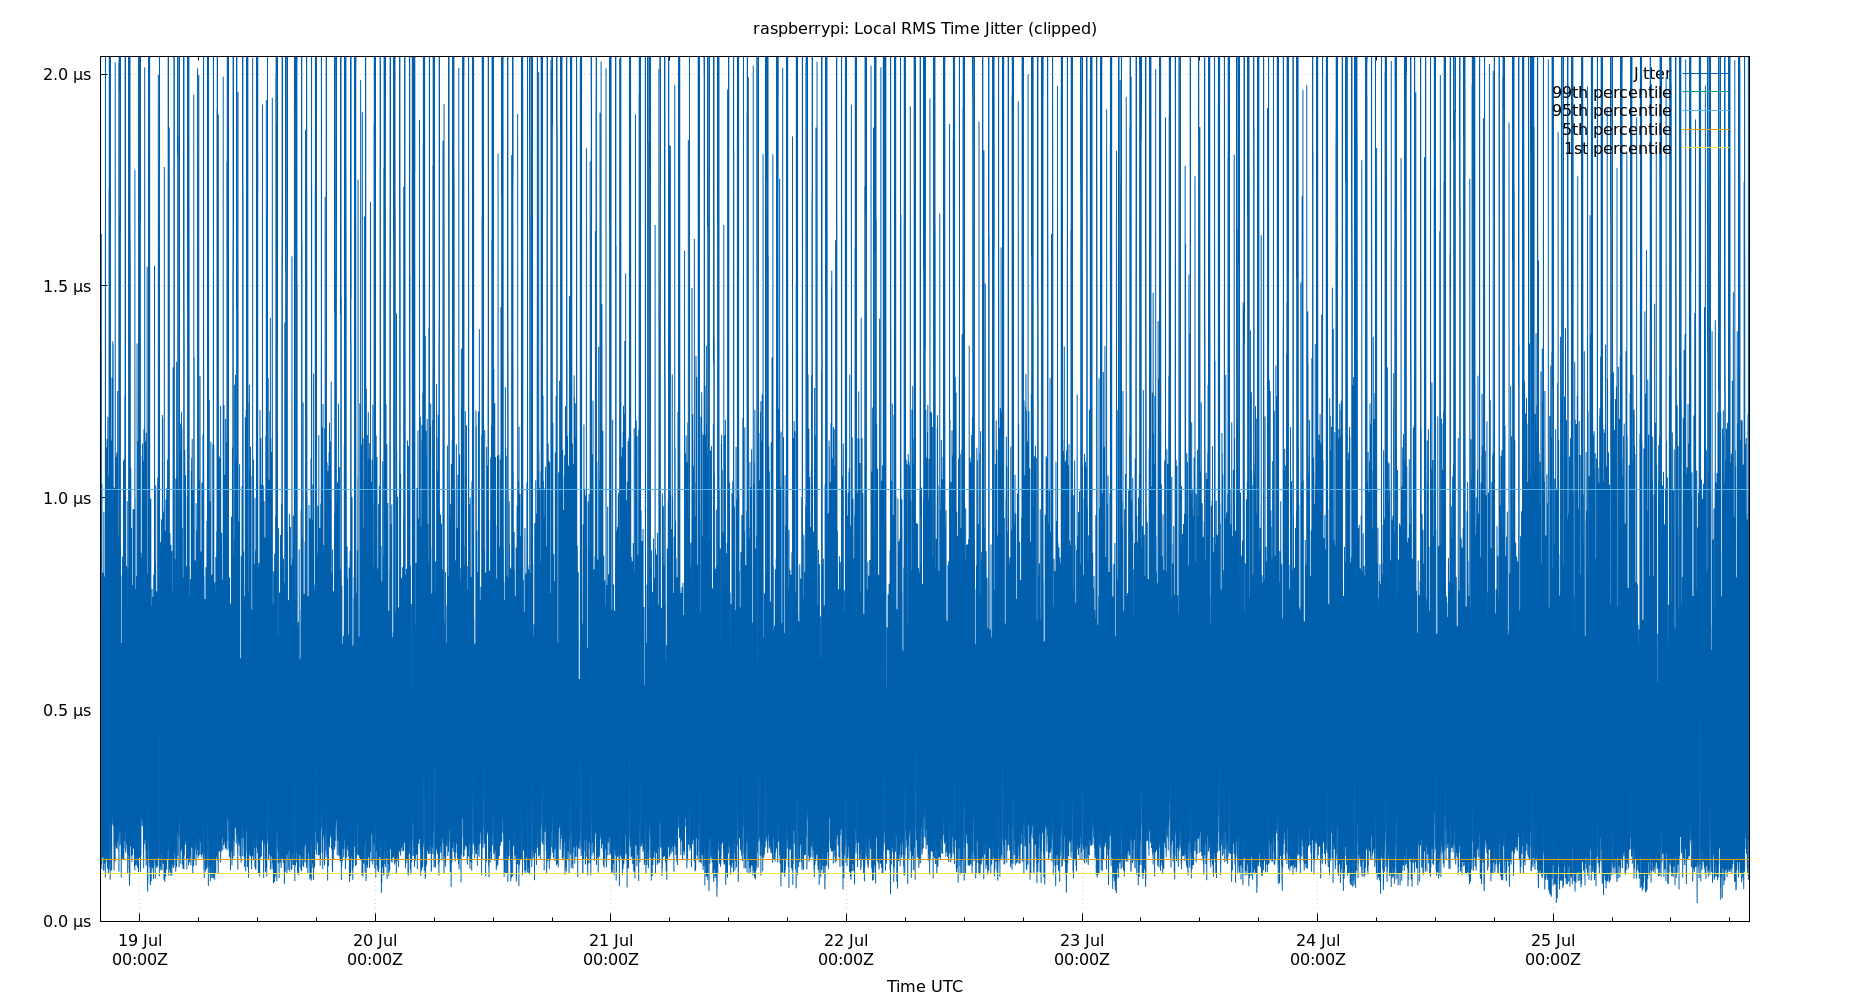 raspberrypi: Local RMS Time Jitter (clipped)
2.0 µs
1.5 µs
1.0 µs
0.5 µs
0.0 µs
Jitter
99th percentile
95th percentile
5th percentile
1st percentile
19 Jul 20 Jul 21 Jul 22 Jul 23 Jul 24 Jul 25 Jul
00:00Z 00:00Z 00:00Z 00:00Z 00:00Z 00:00Z 00:00Z
Time UTC